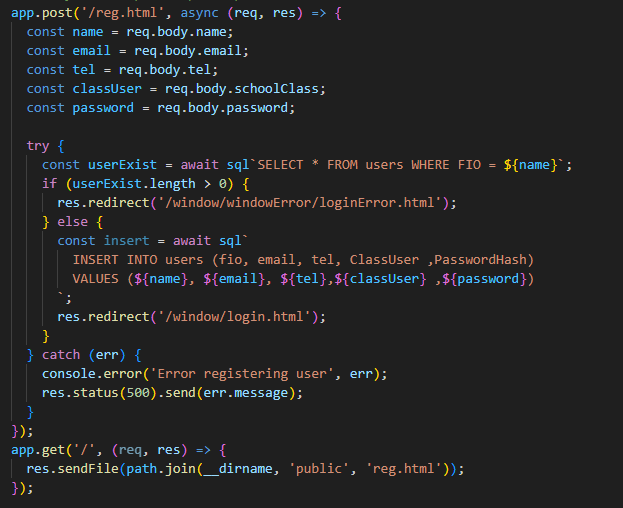 app.post('/reg.html', async (req, res) => {
  const name = req.body.name;
  const email = req.body.email;
  const tel = req.body.tel;
  const classUser = req.body.schoolClass;
  const password = req.body.password;

  try {
    const userExist = await sql`SELECT * FROM users WHERE FIO = ${name}`;
    if (userExist.length > 0) {
      res.redirect('/window/windowError/loginError.html');
    } else {
      const insert = await sql`
        INSERT INTO users (fio, email, tel, ClassUser ,PasswordHash)
        VALUES (${name}, ${email}, ${tel},${classUser} ,${password})
      `;
      res.redirect('/window/login.html');
    }
  } catch (err) {
    console.error('Error registering user', err);
    res.status(500).send(err.message);
  }
});
app.get('/', (req, res) => {
  res.sendFile(path.join(__dirname, 'public', 'reg.html'));
});